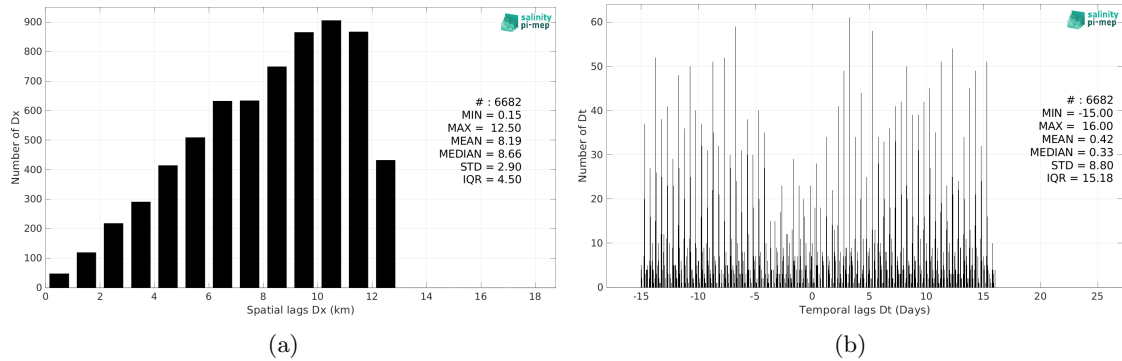 salinity
pi-mep
900
800
700
600
500
400
300
200
100
0
Number of Dx
# : 6682
MIN = 0.15
MAX = 12.50
MEAN = 8.19
MEDIAN = 8.66
STD = 2.90
IQR = 4.50
0 2 4 6 8 10 12 14 16 18
Spatial lags Dx (km)
(a)
salinity
pi-mep
60
50
40
30
20
10
0
Number of Dt
# : 6682
MIN = -15.00
MAX = 16.00
MEAN = 0.42
MEDIAN = 0.33
STD = 8.80
IQR = 15.18
-15 -10 -5 0 5 10 15 20 25
Temporal lags Dt (Days)
(b)